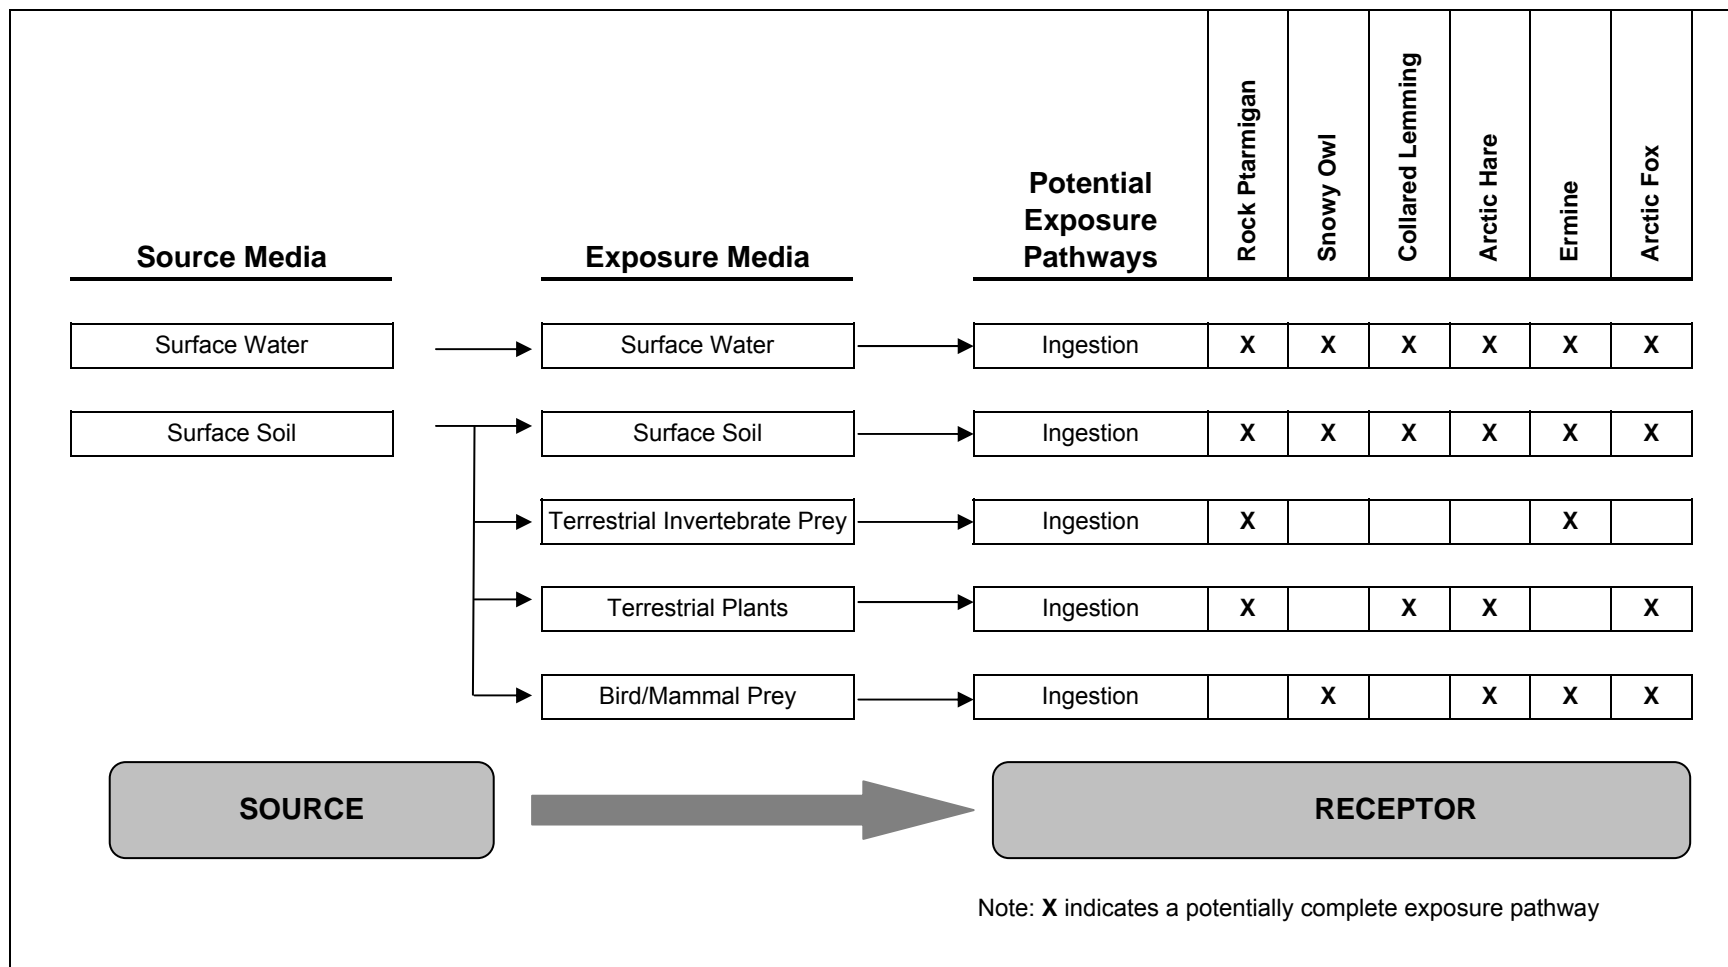 Rock Ptarmigan
Snowy Owl
Collared Lemming
Arctic Hare
Ermine
Arctic Fox
Source Media
Exposure Media
Potential
Exposure
Pathways
Surface Water
Surface Water
Ingestion X X X X X X
Surface Soil
Surface Soil
Ingestion X X X X X X
Terrestrial Invertebrate Prey
Ingestion X X
Terrestrial Plants
Ingestion X X X X
Bird/Mammal Prey
Ingestion X X X X
SOURCE
RECEPTOR
Note: X indicates a potentially complete exposure pathway